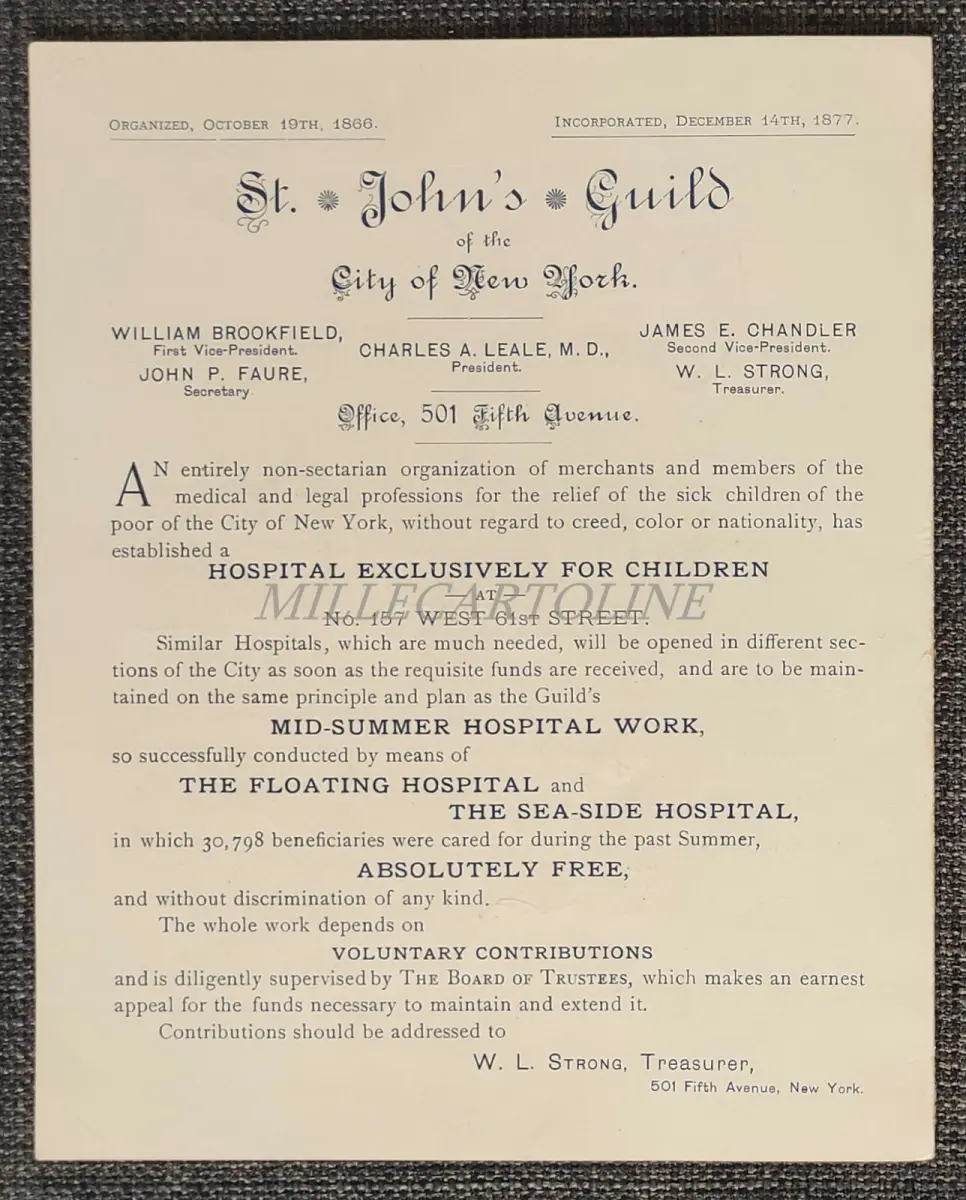 ORGANIZED, OCTOBER 19TH, 1866.
INCORPORATED, DECEMBER 14TH, 1877.
St. John's Guild
of the
City of New York.
WILLIAM BROOKFIELD,
First Vice-President.
JOHN P. FAURE,
Secretary
CHARLES A. LEALE, M. D.,
President.
JAMES E. CHANDLER
Second Vice-President.
W. L. STRONG,
Treasurer.
Office, 501 Fifth Avenue.
AN entirely non-sectarian organization of merchants and members of the
medical and legal professions for the relief of the sick children of the
poor of the City of New York, without regard to creed, color or nationality, has
established a
HOSPITAL EXCLUSIVELY FOR CHILDREN
— AT —
MILLECARTOLINE
No. 157 WEST 61ST STREET.
Similar Hospitals, which are much needed, will be opened in different sec-
tions of the City as soon as the requisite funds are received, and are to be main-
tained on the same principle and plan as the Guild's
MID-SUMMER HOSPITAL WORK,
so successfully conducted by means of
THE FLOATING HOSPITAL and
THE SEA-SIDE HOSPITAL,
in which 30,798 beneficiaries were cared for during the past Summer,
ABSOLUTELY FREE,
and without discrimination of any kind.
The whole work depends on
VOLUNTARY CONTRIBUTIONS
and is diligently supervised by THE BOARD OF TRUSTEES, which makes an earnest
appeal for the funds necessary to maintain and extend it.
Contributions should be addressed to
W. L. STRONG, Treasurer,
501 Fifth Avenue, New York.